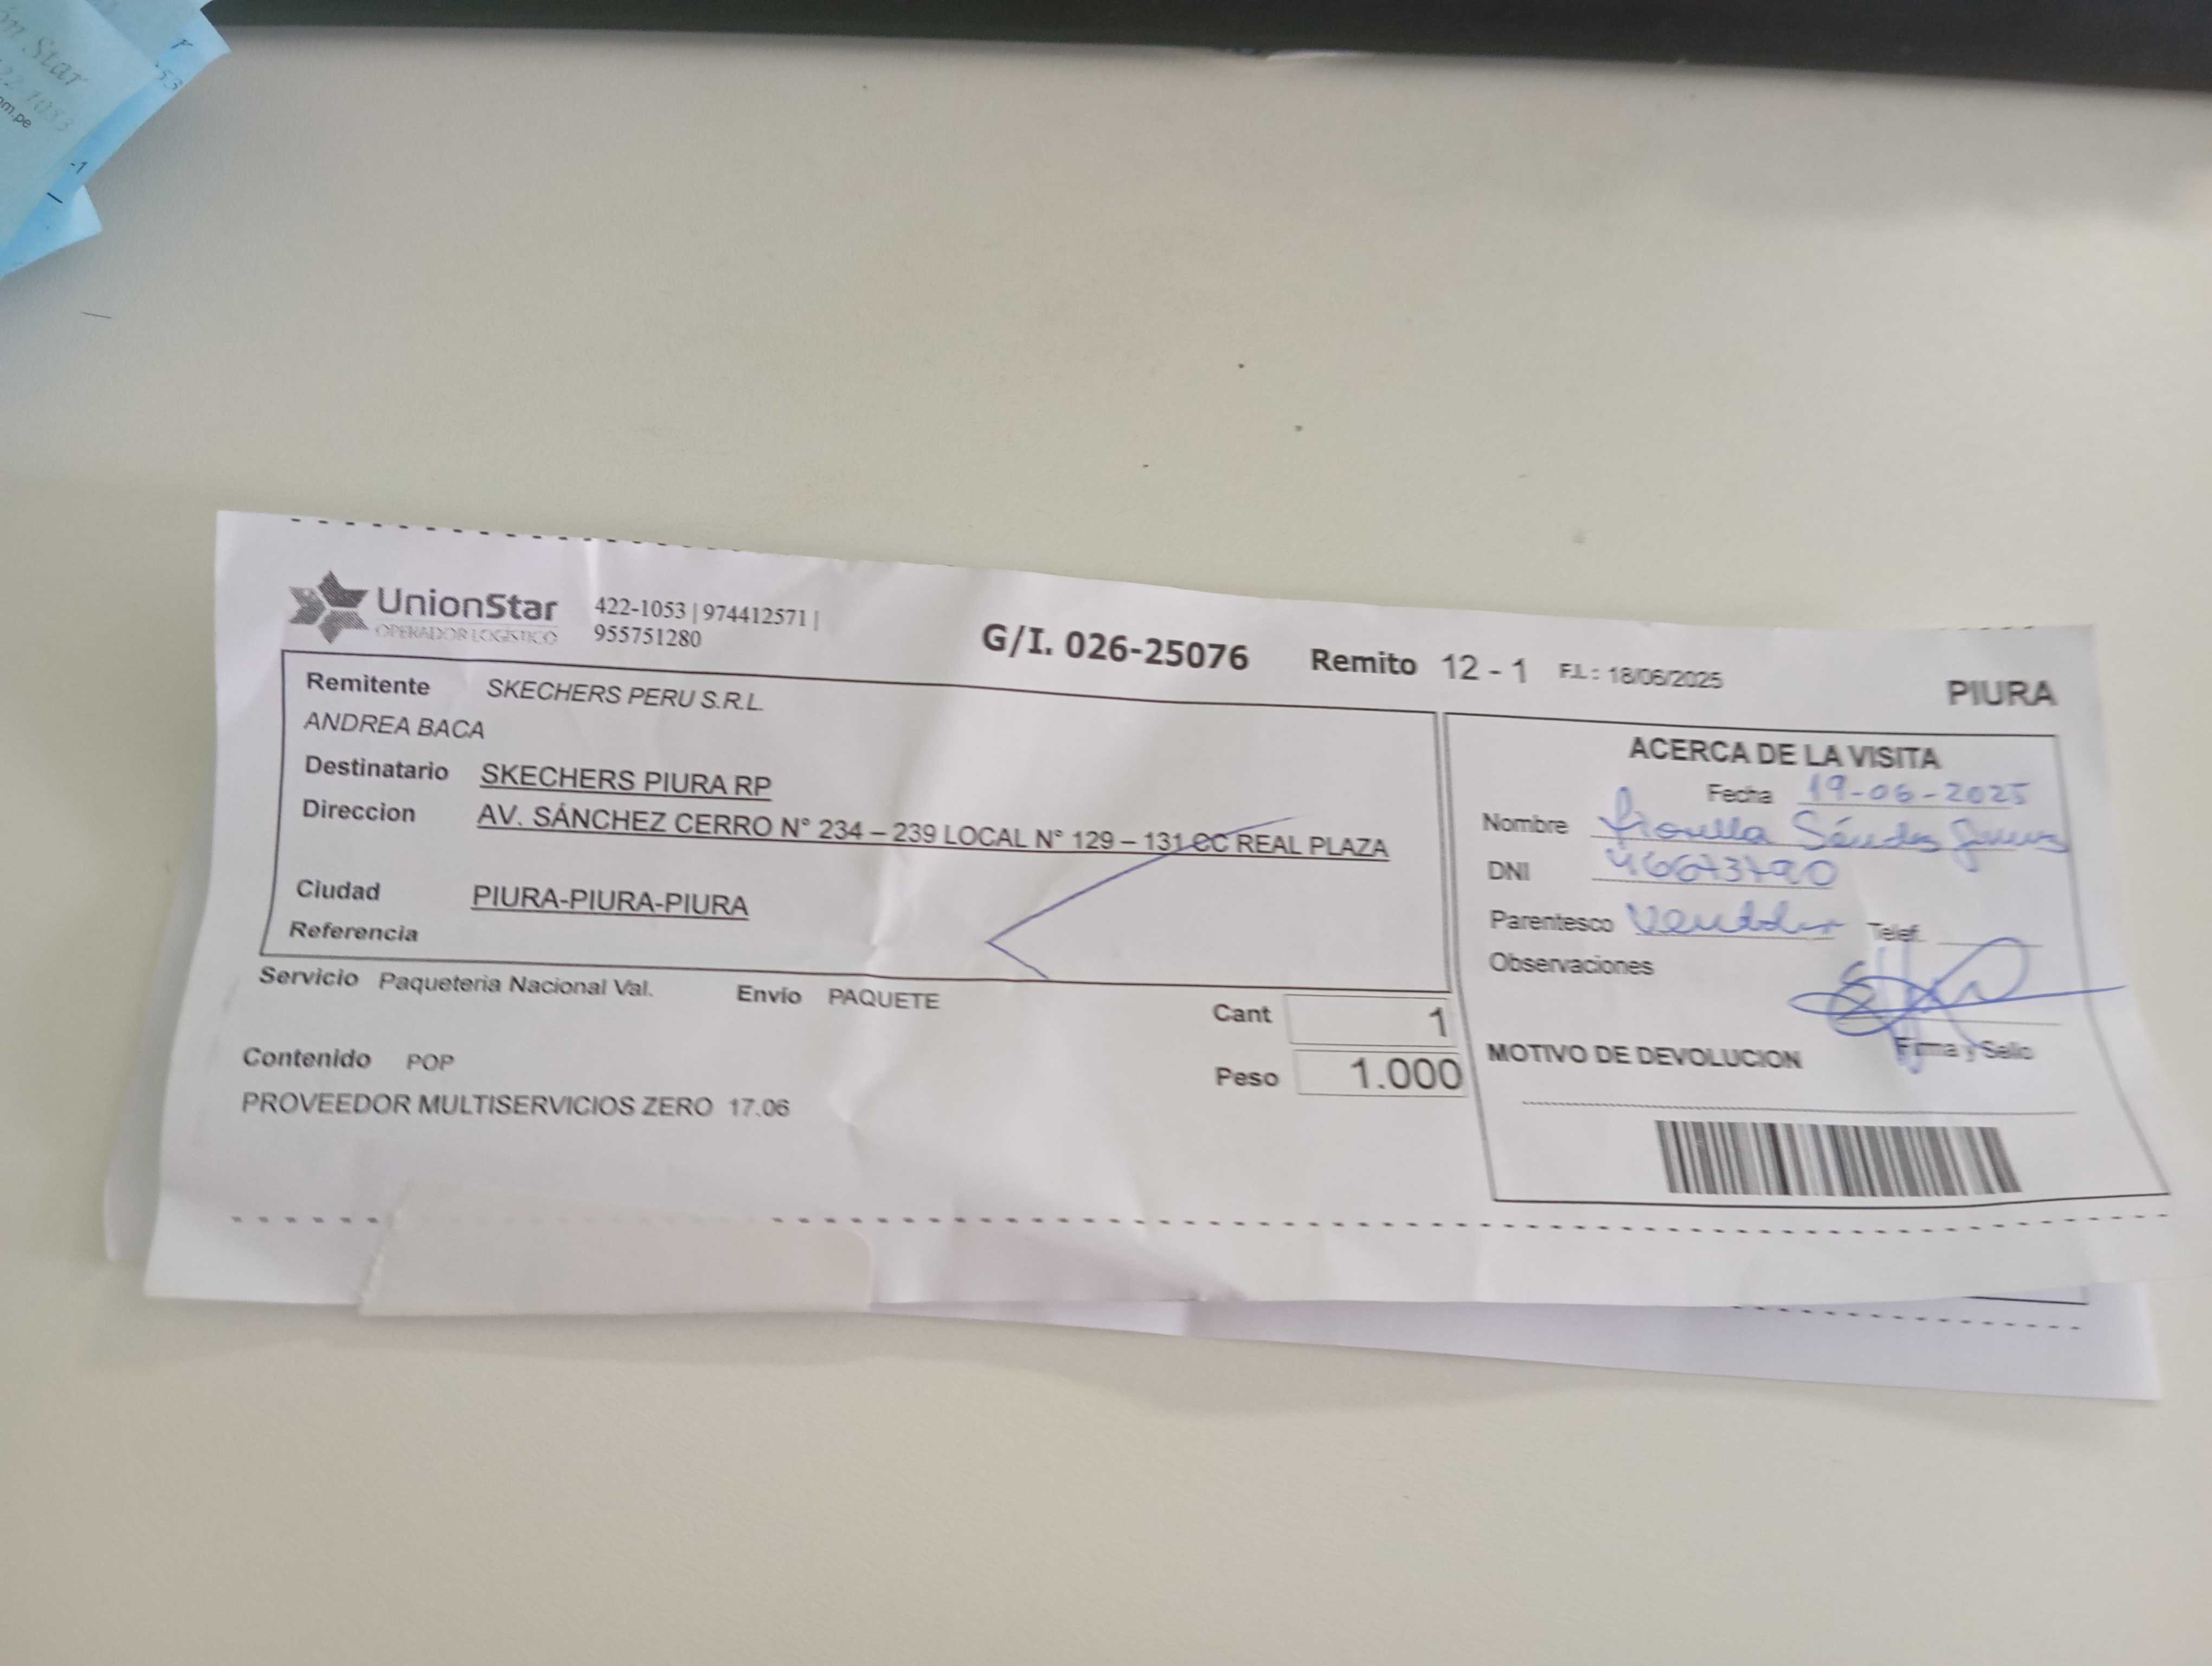 UnionStar
OPERADOR LOGISTICO
422-1053 | 974412571 |
955751280
G/I. 026-25076 Remito 12 - 1 F.I.: 18/06/2025
PIURA
Remitente SKECHERS PERU S.R.L.
ANDREA BACA
Destinatario SKECHERS PIURA RP
Direccion AV. SÁNCHEZ CERRO N° 234 – 239 LOCAL N° 129 – 131 CC REAL PLAZA
Ciudad PIURA-PIURA-PIURA
Referencia
Servicio Paqueteria Nacional Val. Envío PAQUETE
Cant 1
Contenido POP
Peso 1.000
PROVEEDOR MULTISERVICIOS ZERO 17.06
ACERCA DE LA VISITA
Fecha 19-06-2025
Nombre
DNI
Parentesco Telef.
Observaciones
Firma y Sello
MOTIVO DE DEVOLUCION
Star
om.pe
-1